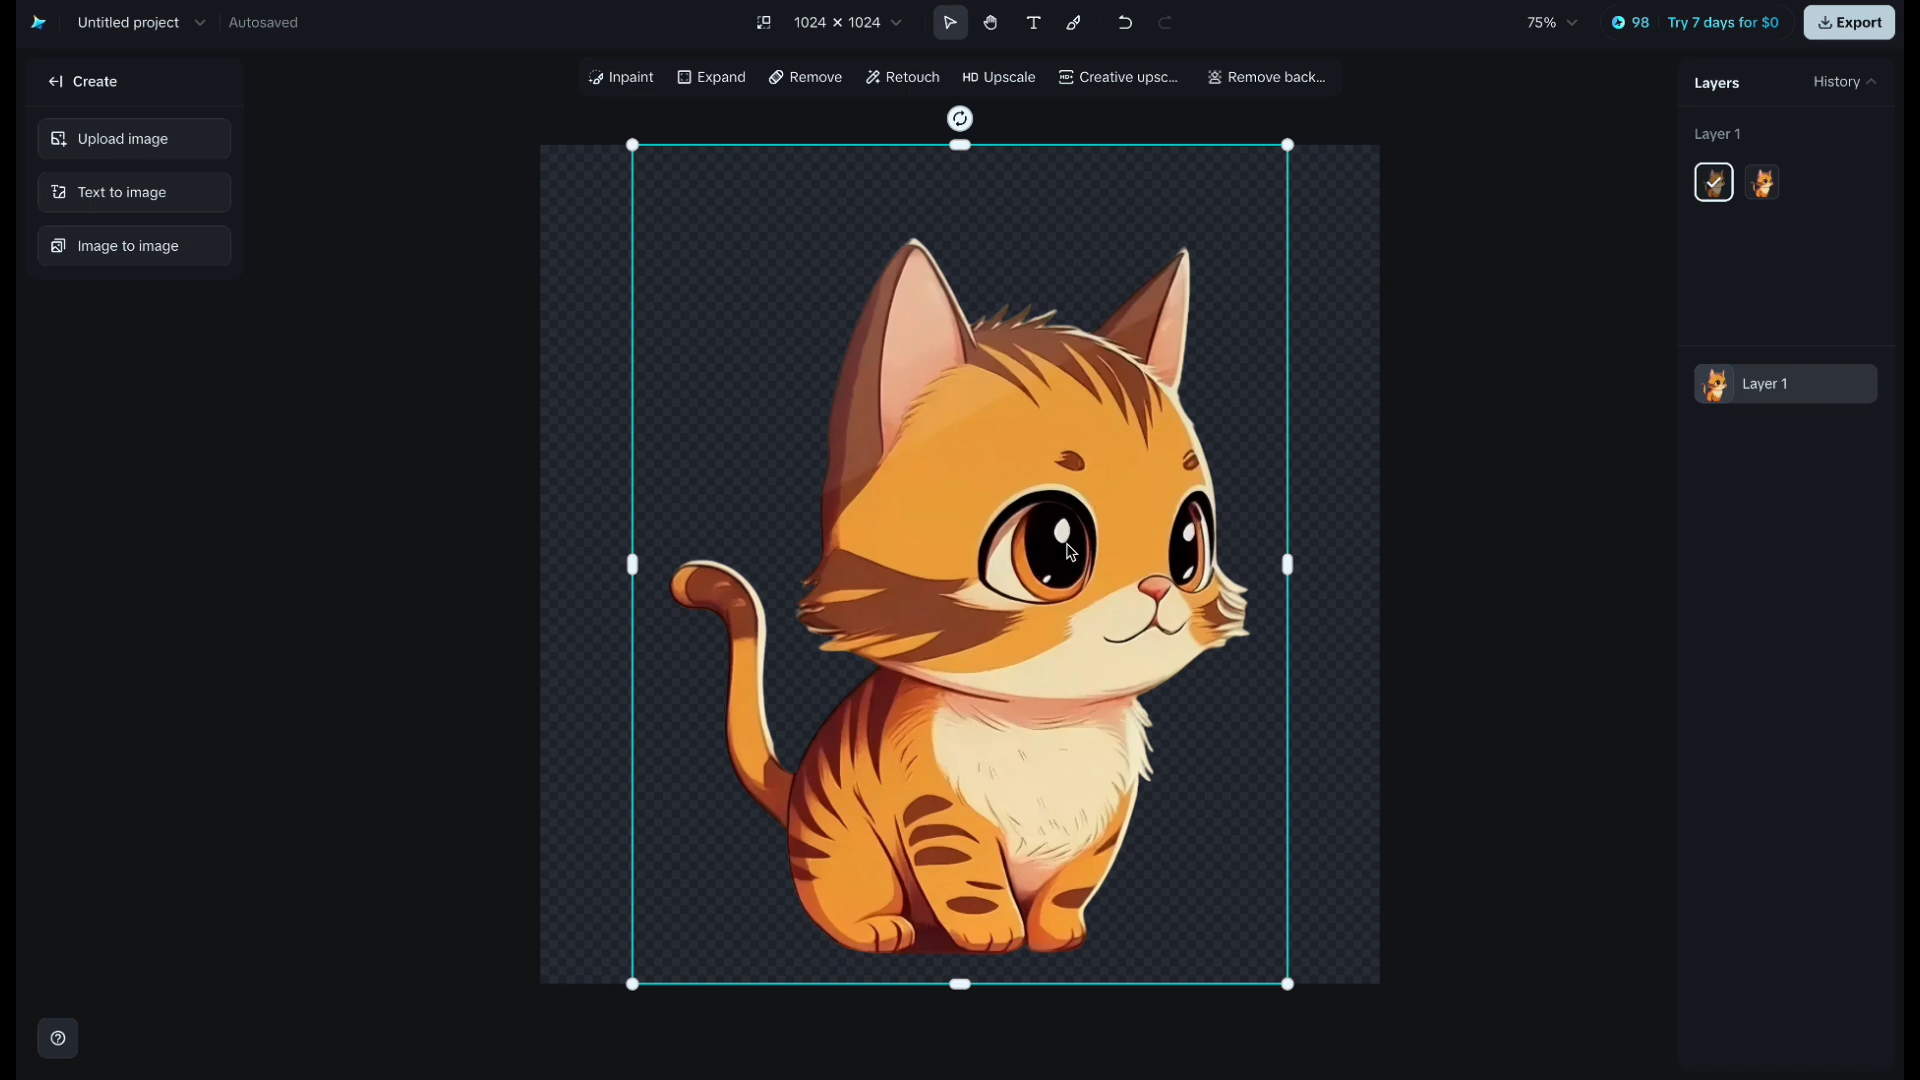 Untitled project
Autosaved
1024 × 1024
75%
98
Try 7 days for $0
Export
Create
Upload image
Text to image
Image to image
Inpaint
Expand
Remove
Retouch
HD Upscale
HD+ Creative upsc...
Remove back...
Layers
History
Layer 1
Layer 1